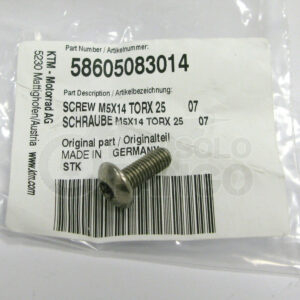 Part Number / Artikelnummer:
58605083014
Part Description / Artikelbezeichnung:
SCREW M5X14 TORX 25 07
SCHRAUBE M5X14 TORX 25 07
Original part / Originalteil
MADE IN GERMANY
STK
KTM - Motorrad AG
5230 Mattighofen/Austria
www.ktm.com
SOLO